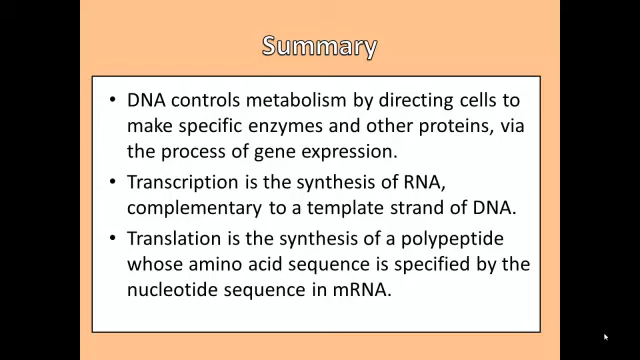 Summary
• DNA controls metabolism by directing cells to
make specific enzymes and other proteins, via
the process of gene expression.
• Transcription is the synthesis of RNA,
complementary to a template strand of DNA.
• Translation is the synthesis of a polypeptide
whose amino acid sequence is specified by the
nucleotide sequence in mRNA.